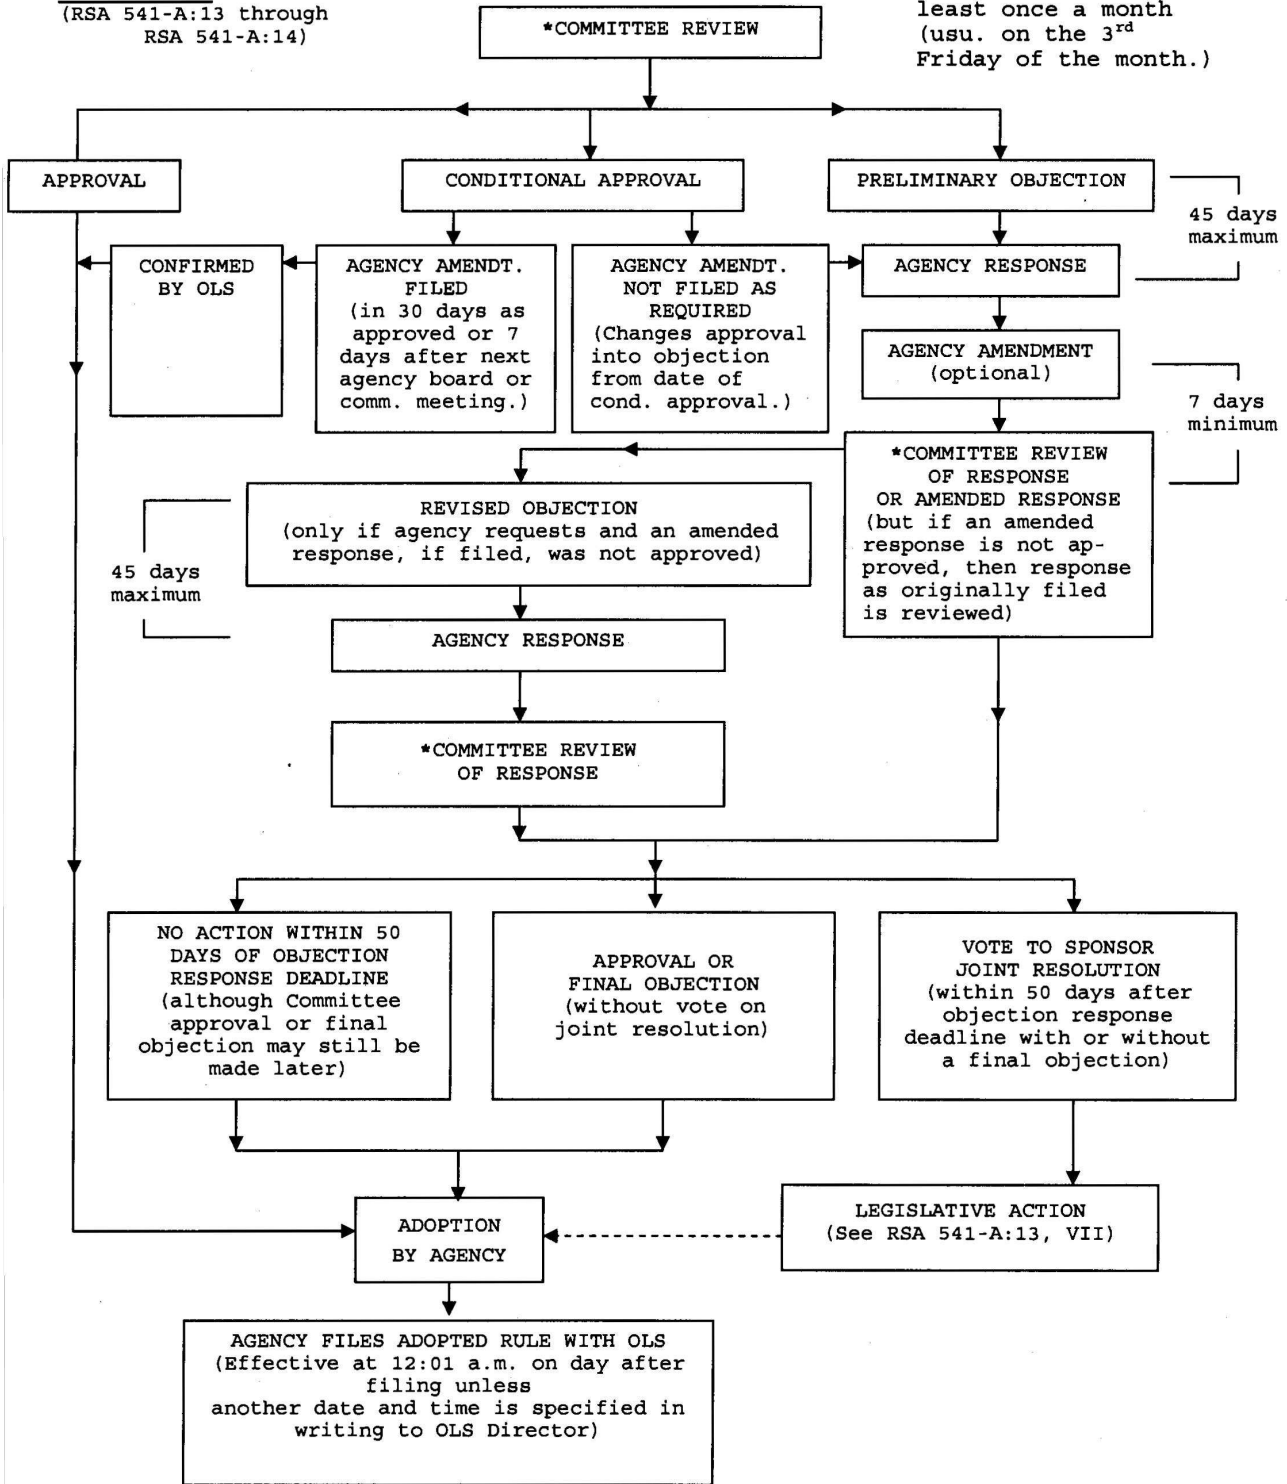 (RSA 541-A:13 through
RSA 541-A:14)
*COMMITTEE REVIEW
least once a month
(usu. on the 3rd
Friday of the month.)
APPROVAL
CONDITIONAL APPROVAL
PRELIMINARY OBJECTION
45 days
maximum
CONFIRMED
BY OLS
AGENCY AMENDT.
FILED
(in 30 days as
approved or 7
days after next
agency board or
comm. meeting.)
AGENCY AMENDT.
NOT FILED AS
REQUIRED
(Changes approval
into objection
from date of
cond. approval.)
AGENCY RESPONSE
AGENCY AMENDMENT
(optional)
7 days
minimum
*COMMITTEE REVIEW
OF RESPONSE
OR AMENDED RESPONSE
(but if an amended
response is not ap-
proved, then response
as originally filed
is reviewed)
REVISED OBJECTION
(only if agency requests and an amended
response, if filed, was not approved)
45 days
maximum
AGENCY RESPONSE
*COMMITTEE REVIEW
OF RESPONSE
NO ACTION WITHIN 50
DAYS OF OBJECTION
RESPONSE DEADLINE
(although Committee
approval or final
objection may still be
made later)
APPROVAL OR
FINAL OBJECTION
(without vote on
joint resolution)
VOTE TO SPONSOR
JOINT RESOLUTION
(within 50 days after
objection response
deadline with or without
a final objection)
ADOPTION
BY AGENCY
LEGISLATIVE ACTION
(See RSA 541-A:13, VII)
AGENCY FILES ADOPTED RULE WITH OLS
(Effective at 12:01 a.m. on day after
filing unless
another date and time is specified in
writing to OLS Director)